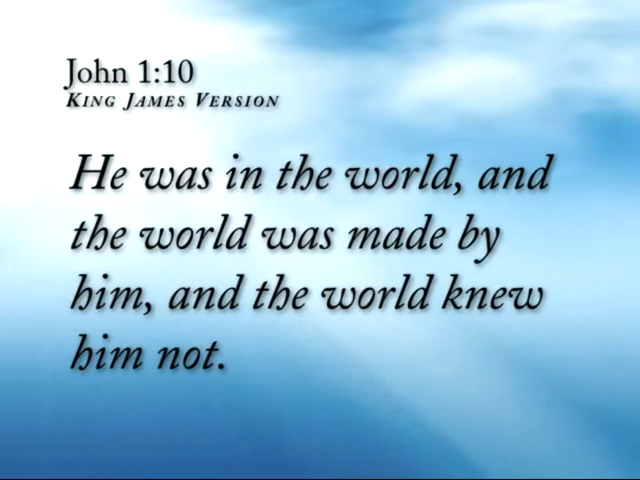 John 1:10
King James Version
He was in the world, and
the world was made by
him, and the world knew
him not.